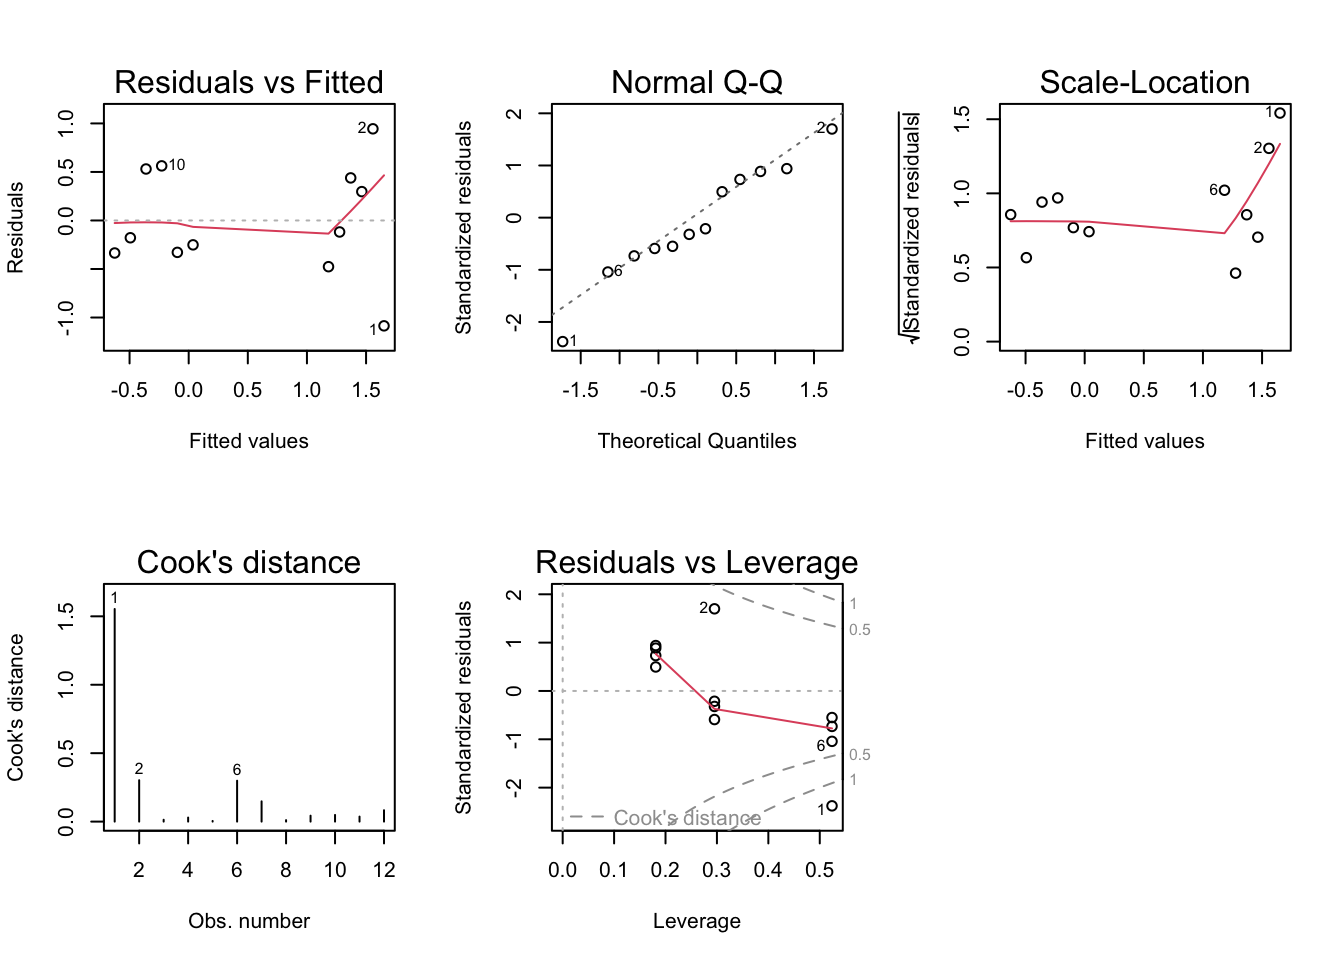 Residuals vs Fitted
Residuals
1.0
0.5
0.0
-1.0
2
10
1
-0.5 0.0 0.5 1.0 1.5
Fitted values
Normal Q-Q
Standardized residuals
2
1
0
-1
-2
2
6
1
-1.5 -0.5 0.5 1.5
Theoretical Quantiles
Scale-Location
√|Standardized residuals|
1.5
1.0
0.5
0.0
1
2
6
-0.5 0.0 0.5 1.0 1.5
Fitted values
Cook's distance
Cook's distance
1.5
1.0
0.5
0.0
1
2
6
2 4 6 8 10 12
Obs. number
Residuals vs Leverage
Standardized residuals
2
1
0
-1
-2
2
6
1
1
0.5
0.5
1
Cook's distance
0.0 0.1 0.2 0.3 0.4 0.5
Leverage